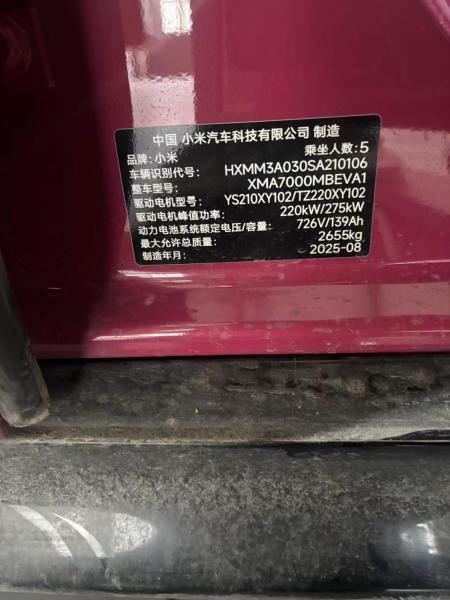 中国 小米汽车科技有限公司 制造
品牌：小米 乘坐人数：5
车辆识别代号： HXMM3A030SA210106
整车型号： XMA7000MBEVA1
驱动电机型号： YS210XY102/TZ220XY102
驱动电机峰值功率： 220kW/275kW
动力电池系统额定电压/容量： 726V/139Ah
最大允许总质量： 2655kg
制造年月： 2025-08